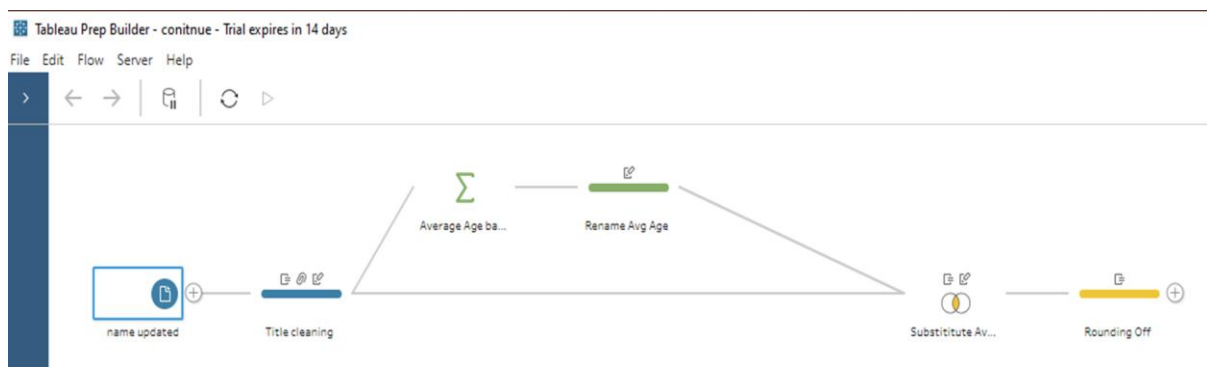 Tableau Prep Builder - conitnue - Trial expires in 14 days
File Edit Flow Server Help
Average Age ba...
Rename Avg Age
name updated
Title cleaning
Substititute Av...
Rounding Off